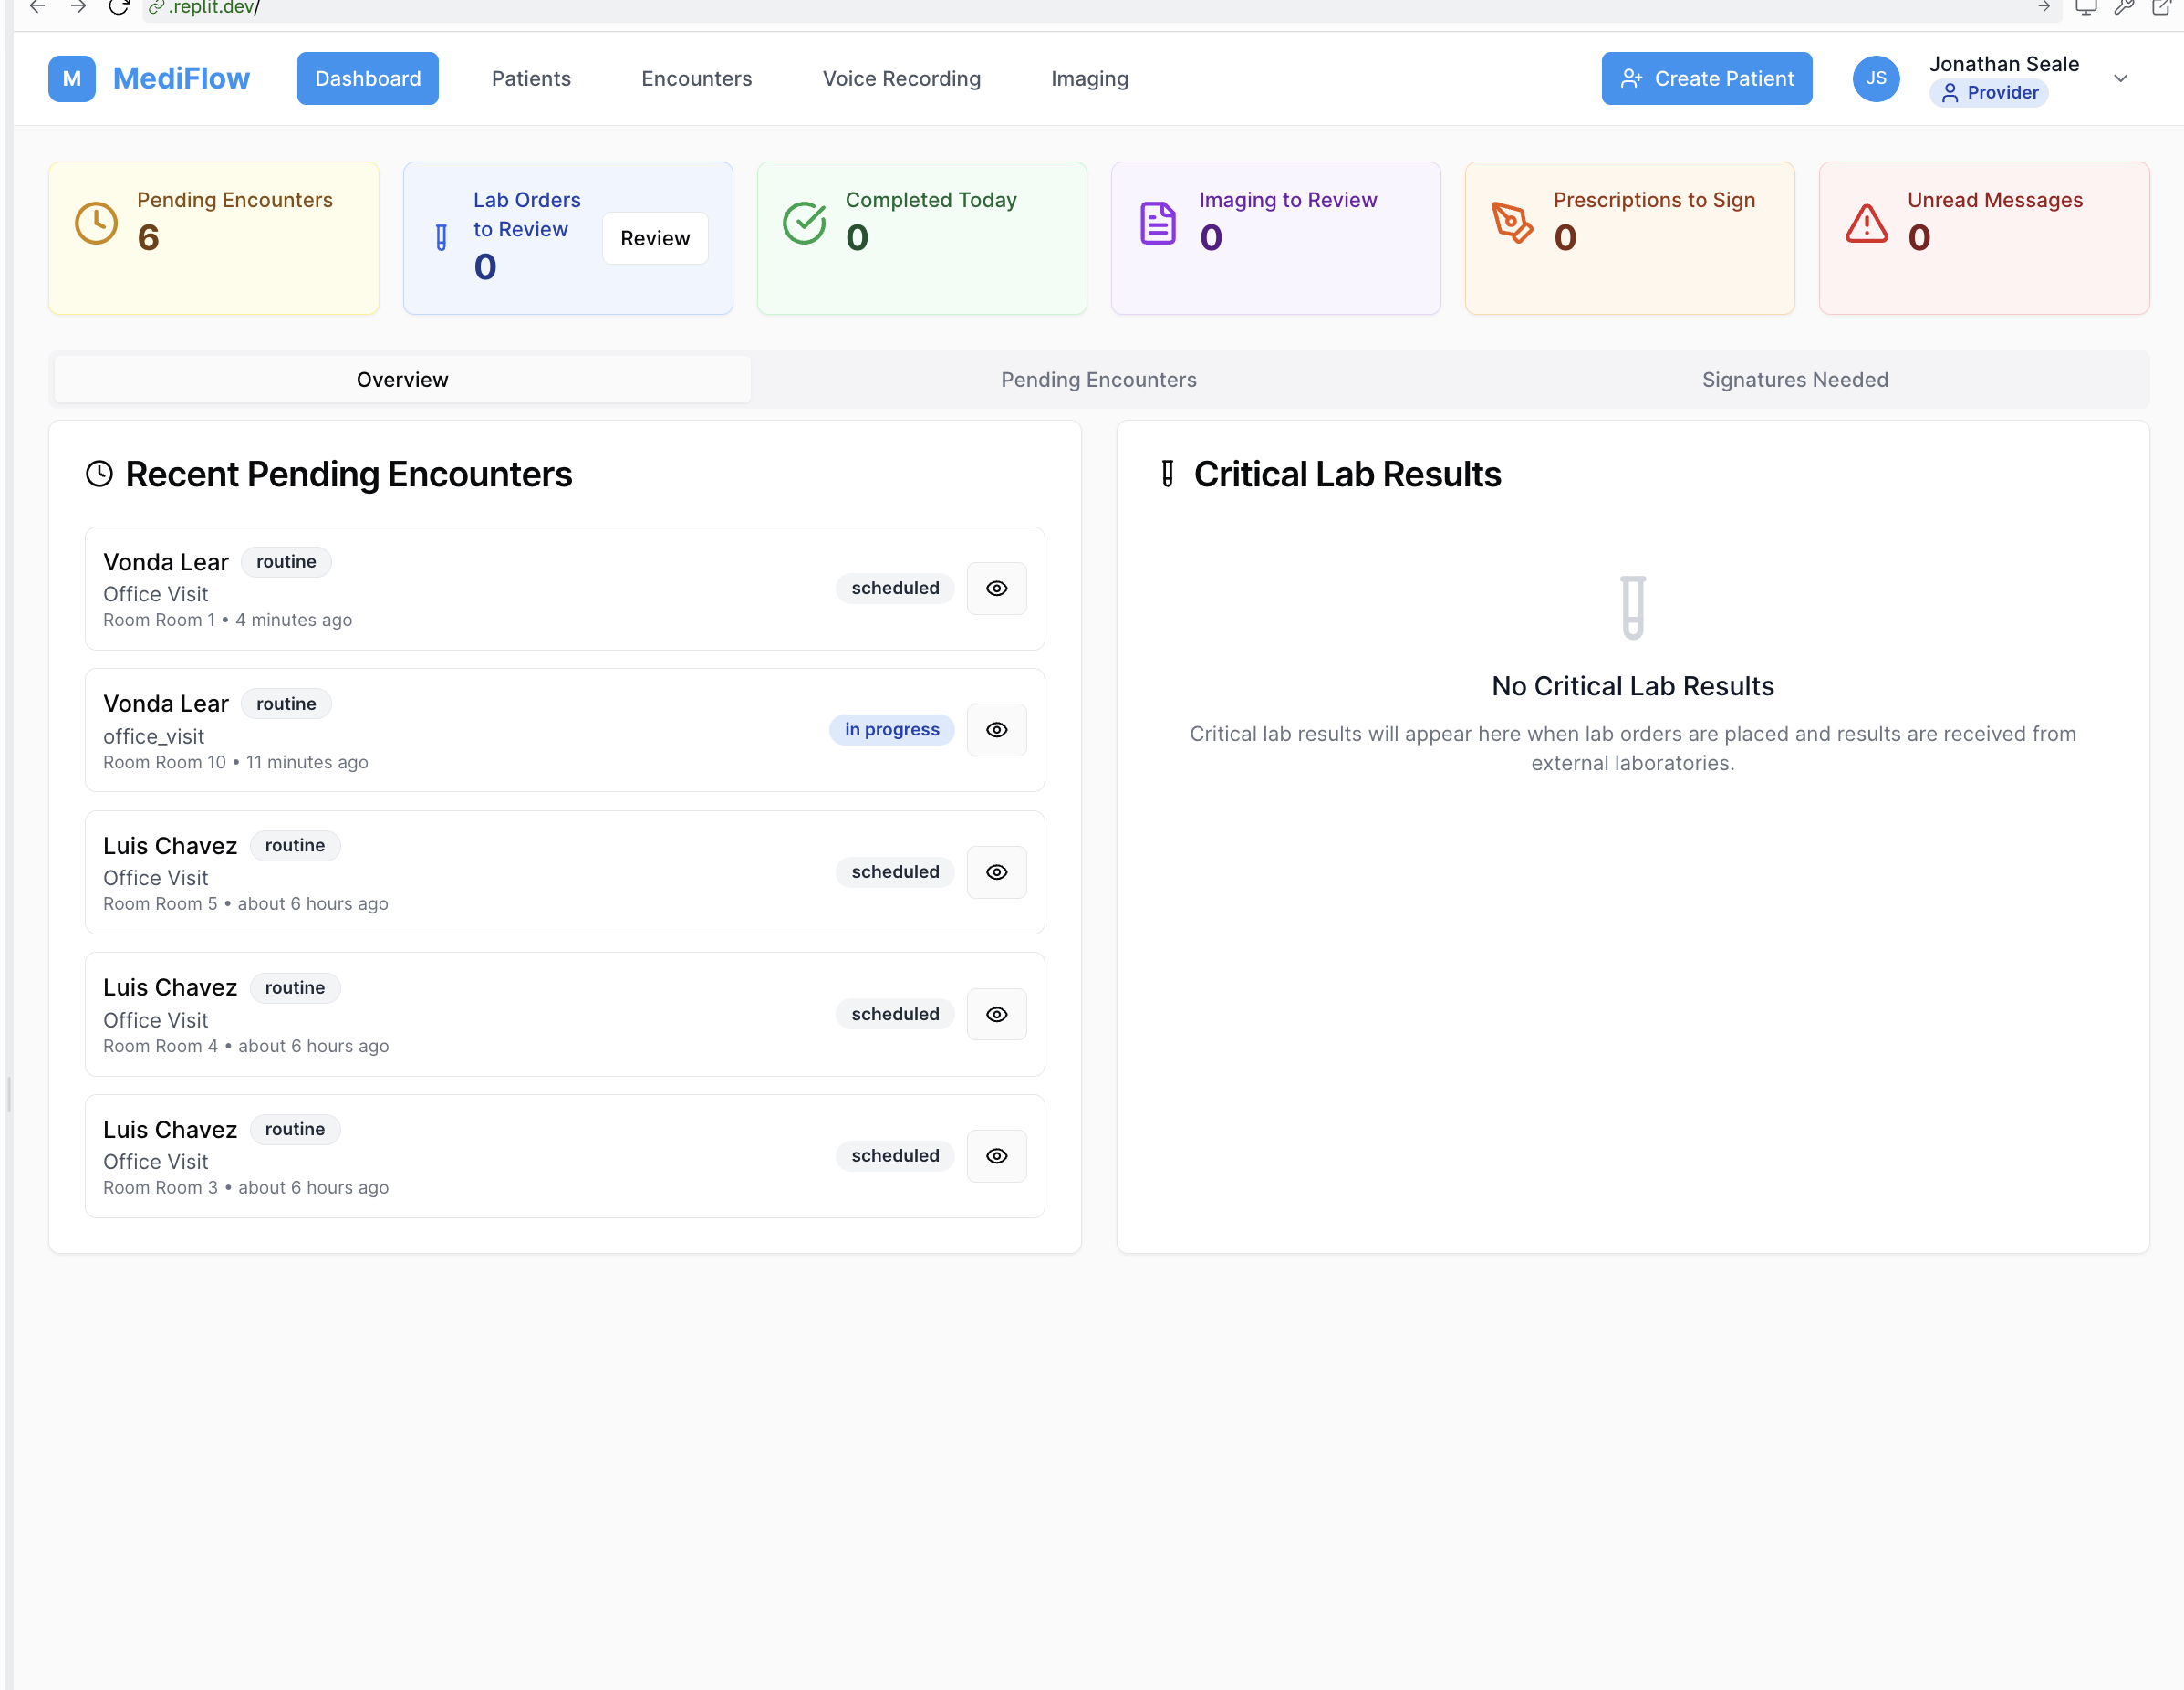 .replit.dev/
M MediFlow Dashboard Patients Encounters Voice Recording Imaging Create Patient JS Jonathan Seale
Provider
Pending Encounters
6
Lab Orders
to Review
0
Review
Completed Today
0
Imaging to Review
0
Prescriptions to Sign
0
Unread Messages
0
Overview Pending Encounters Signatures Needed
Recent Pending Encounters
Vonda Lear routine
Office Visit
Room Room 1 • 4 minutes ago
scheduled
Vonda Lear routine
office_visit
Room Room 10 • 11 minutes ago
in progress
Luis Chavez routine
Office Visit
Room Room 5 • about 6 hours ago
scheduled
Luis Chavez routine
Office Visit
Room Room 4 • about 6 hours ago
scheduled
Luis Chavez routine
Office Visit
Room Room 3 • about 6 hours ago
scheduled
Critical Lab Results
No Critical Lab Results
Critical lab results will appear here when lab orders are placed and results are received from
external laboratories.